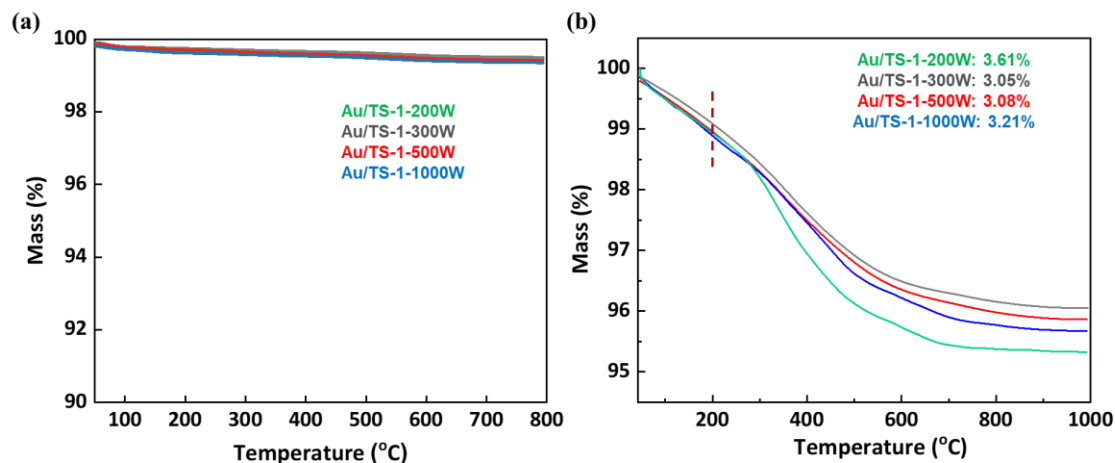 (a)
100
98
96
94
92
90
Mass (%)
Au/TS-1-200W
Au/TS-1-300W
Au/TS-1-500W
Au/TS-1-1000W
100 200 300 400 500 600 700 800
Temperature (°C)
(b)
100
99
98
97
96
95
Mass (%)
Au/TS-1-200W: 3.61%
Au/TS-1-300W: 3.05%
Au/TS-1-500W: 3.08%
Au/TS-1-1000W: 3.21%
200 400 600 800 1000
Temperature (°C)